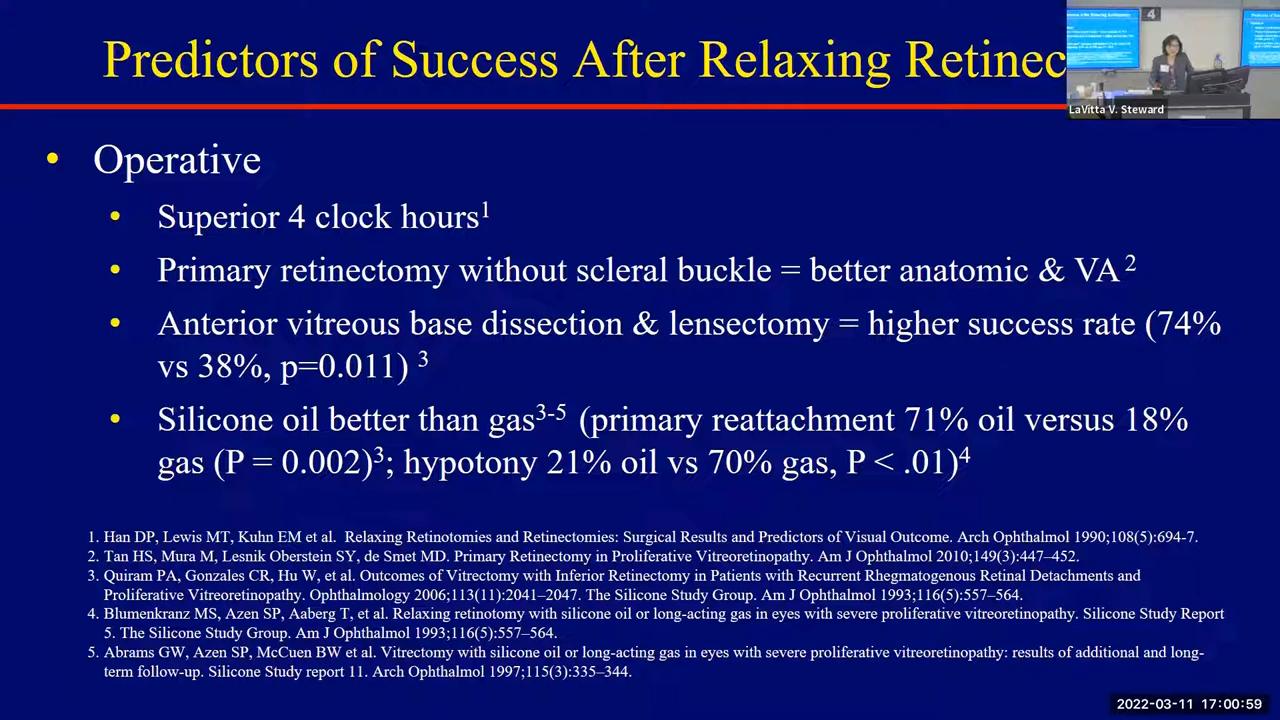 Predictors of Success After Relaxing Retinec
4
LaVitta V. Steward
• Operative
• Superior 4 clock hours1
• Primary retinectomy without scleral buckle = better anatomic & VA 2
• Anterior vitreous base dissection & lensectomy = higher success rate (74%
vs 38%, p=0.011) 3
• Silicone oil better than gas3-5 (primary reattachment 71% oil versus 18%
gas (P = 0.002)3; hypotony 21% oil vs 70% gas, P < .01)4
1. Han DP, Lewis MT, Kuhn EM et al. Relaxing Retinotomies and Retinectomies: Surgical Results and Predictors of Visual Outcome. Arch Ophthalmol 1990;108(5):694-7.
2. Tan HS, Mura M, Lesnik Oberstein SY, de Smet MD. Primary Retinectomy in Proliferative Vitreoretinopathy. Am J Ophthalmol 2010;149(3):447–452.
3. Quiram PA, Gonzales CR, Hu W, et al. Outcomes of Vitrectomy with Inferior Retinectomy in Patients with Recurrent Rhegmatogenous Retinal Detachments and
Proliferative Vitreoretinopathy. Ophthalmology 2006;113(11):2041–2047. The Silicone Study Group. Am J Ophthalmol 1993;116(5):557–564.
4. Blumenkranz MS, Azen SP, Aaberg T, et al. Relaxing retinotomy with silicone oil or long-acting gas in eyes with severe proliferative vitreoretinopathy. Silicone Study Report
5. The Silicone Study Group. Am J Ophthalmol 1993;116(5):557–564.
5. Abrams GW, Azen SP, McCuen BW et al. Vitrectomy with silicone oil or long-acting gas in eyes with severe proliferative vitreoretinopathy: results of additional and long-
term follow-up. Silicone Study report 11. Arch Ophthalmol 1997;115(3):335–344.
2022-03-11 17:00:59